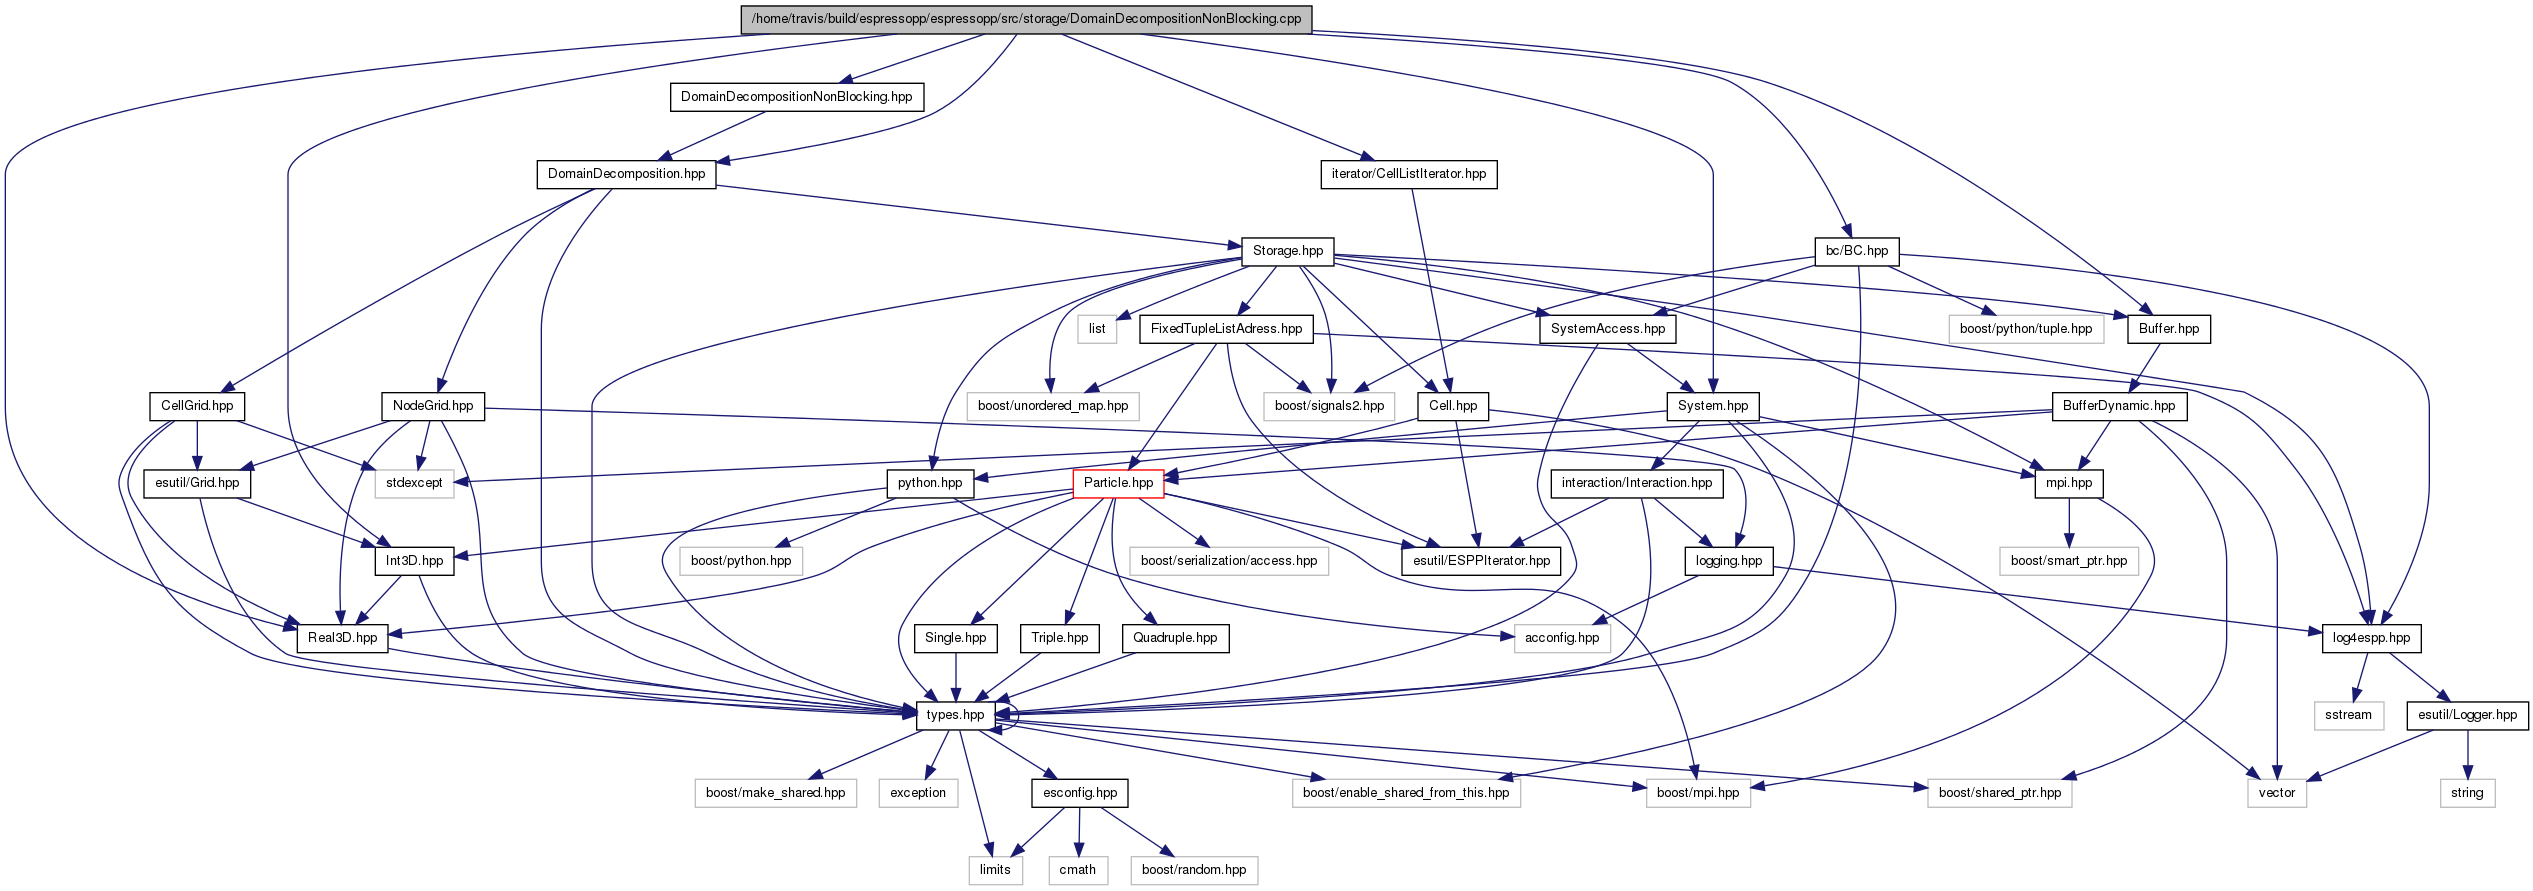 /home/travis/build/espressopp/espressopp/src/storage/DomainDecompositionNonBlocking.cpp
DomainDecompositionNonBlocking.hpp
DomainDecomposition.hpp
iterator/CellListIterator.hpp
Storage.hpp
bc/BC.hpp
list
FixedTupleListAdress.hpp
SystemAccess.hpp
boost/python/tuple.hpp
Buffer.hpp
CellGrid.hpp
NodeGrid.hpp
boost/unordered_map.hpp
boost/signals2.hpp
Cell.hpp
System.hpp
BufferDynamic.hpp
esutil/Grid.hpp
stdexcept
python.hpp
Particle.hpp
interaction/Interaction.hpp
mpi.hpp
Int3D.hpp
boost/python.hpp
boost/serialization/access.hpp
esutil/ESPPIterator.hpp
logging.hpp
boost/smart_ptr.hpp
Real3D.hpp
Single.hpp
Triple.hpp
Quadruple.hpp
acconfig.hpp
log4espp.hpp
types.hpp
sstream
esutil/Logger.hpp
boost/make_shared.hpp
exception
esconfig.hpp
boost/enable_shared_from_this.hpp
boost/mpi.hpp
boost/shared_ptr.hpp
vector
string
limits
cmath
boost/random.hpp